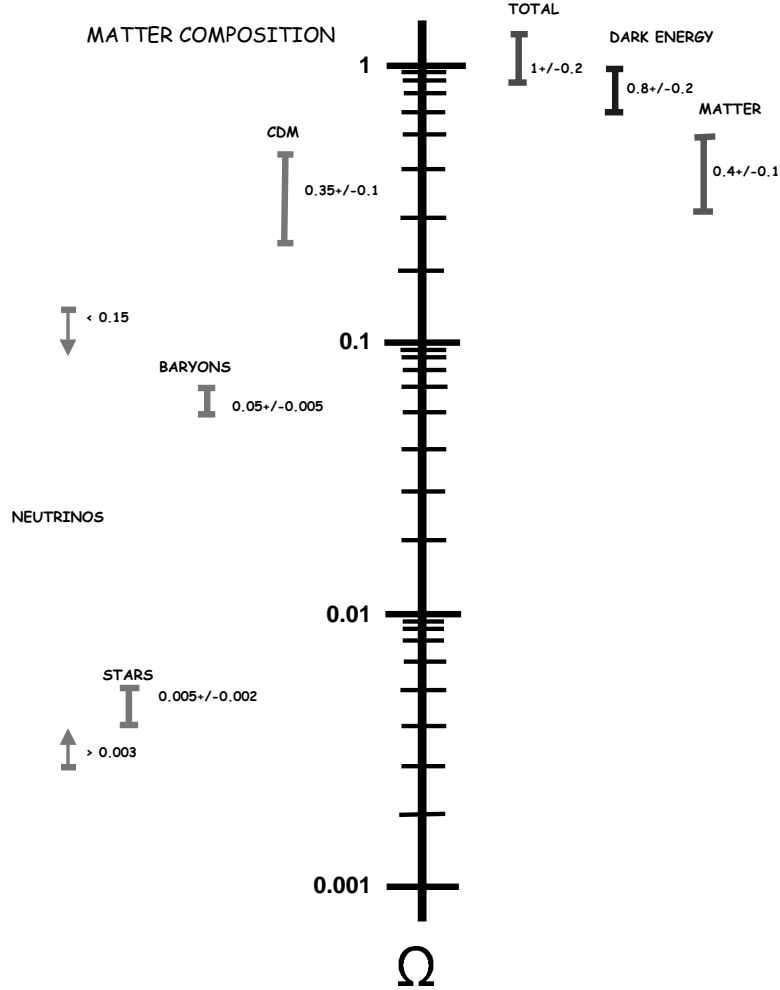 TOTAL
MATTER COMPOSITION
DARK ENERGY
1
1+/-0.2
0.8+/-0.2
MATTER
CDM
0.4+/-0.1
0.35+/-0.1
< 0.15
0.1
BARYONS
0.05+/-0.005
NEUTRINOS
0.01
STARS
0.005+/-0.002
> 0.003
0.001
Ω